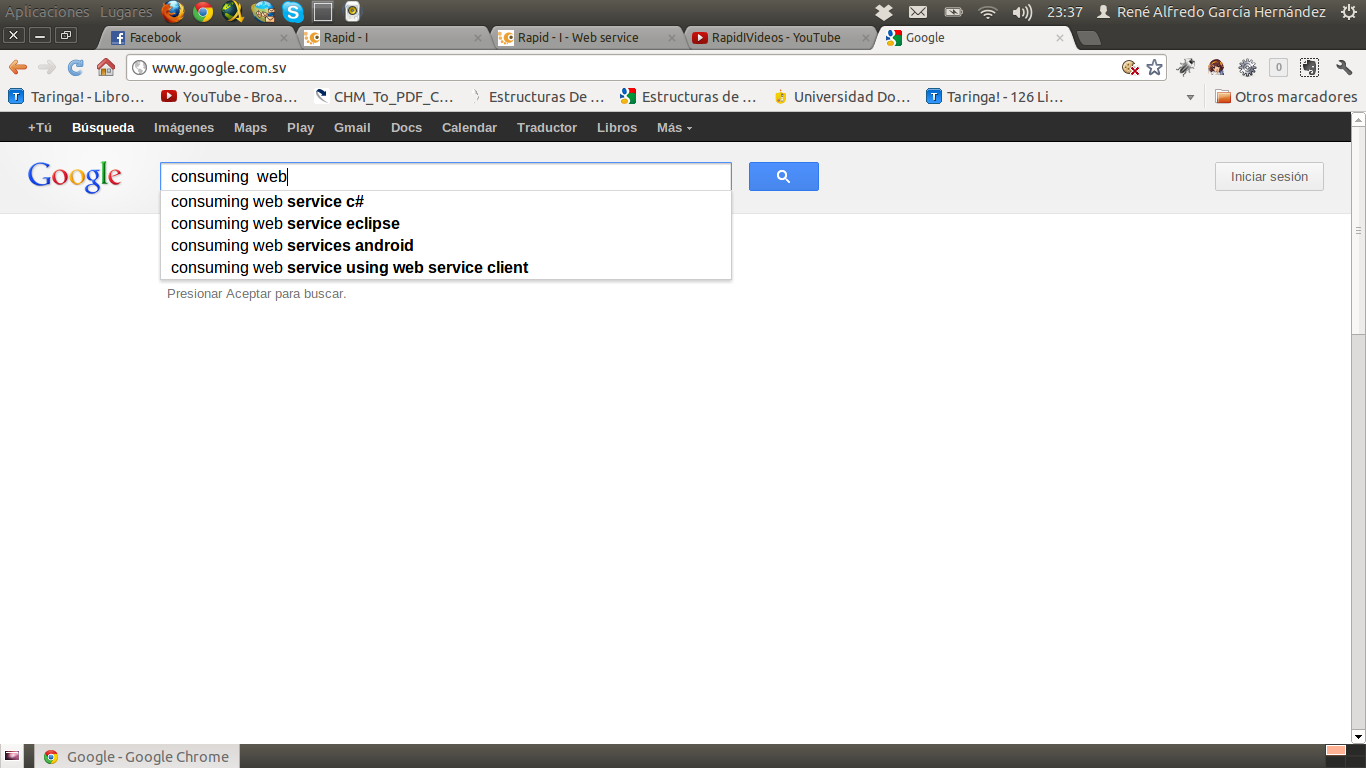 Aplicaciones Lugares 23:37 René Alfredo García Hernández
Facebook Rapid - I Rapid - I - Web service RapidIVideos - YouTube Google
www.google.com.sv 0
Taringa! - Libro... YouTube - Broa... CHM_To_PDF_C... Estructuras De ... Estructuras de ... Universidad Do... Taringa! - 126 Li... Otros marcadores
+Tú Búsqueda Imágenes Maps Play Gmail Docs Calendar Traductor Libros Más
Google consuming  web Iniciar sesión
consuming web service c#
consuming web service eclipse
consuming web services android
consuming web service using web service client
Presionar Aceptar para buscar.
Google - Google Chrome